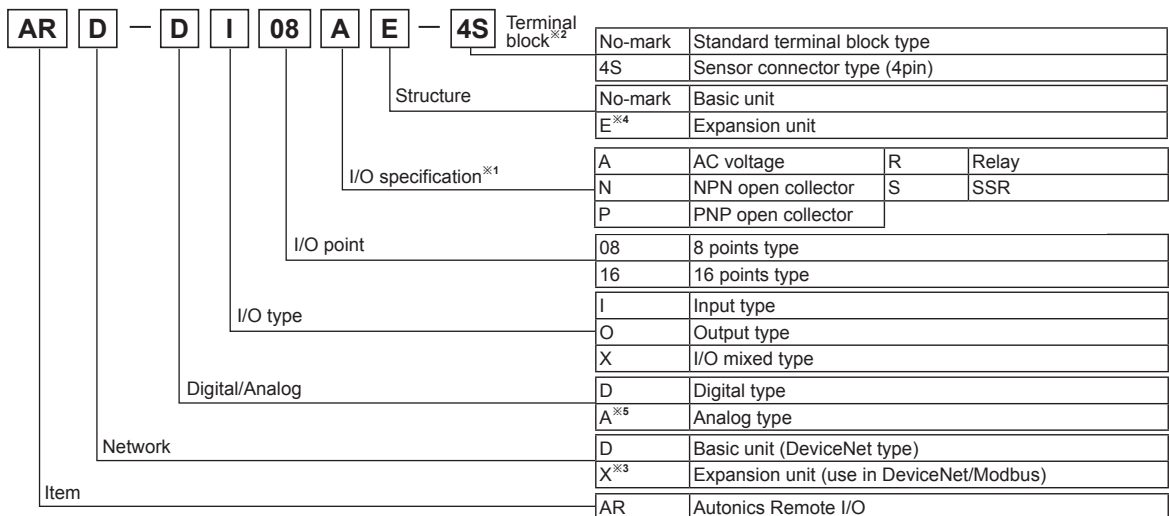 AR D — D I 08 A E — 4S Terminal block※2
No-mark Standard terminal block type
4S Sensor connector type (4pin)
Structure
No-mark Basic unit
E※4 Expansion unit
I/O specification※1
A AC voltage R Relay
N NPN open collector S SSR
P PNP open collector
I/O point
08 8 points type
16 16 points type
I/O type
I Input type
O Output type
X I/O mixed type
Digital/Analog
D Digital type
A※5 Analog type
Network
D Basic unit (DeviceNet type)
X※3 Expansion unit (use in DeviceNet/Modbus)
Item
AR Autonics Remote I/O